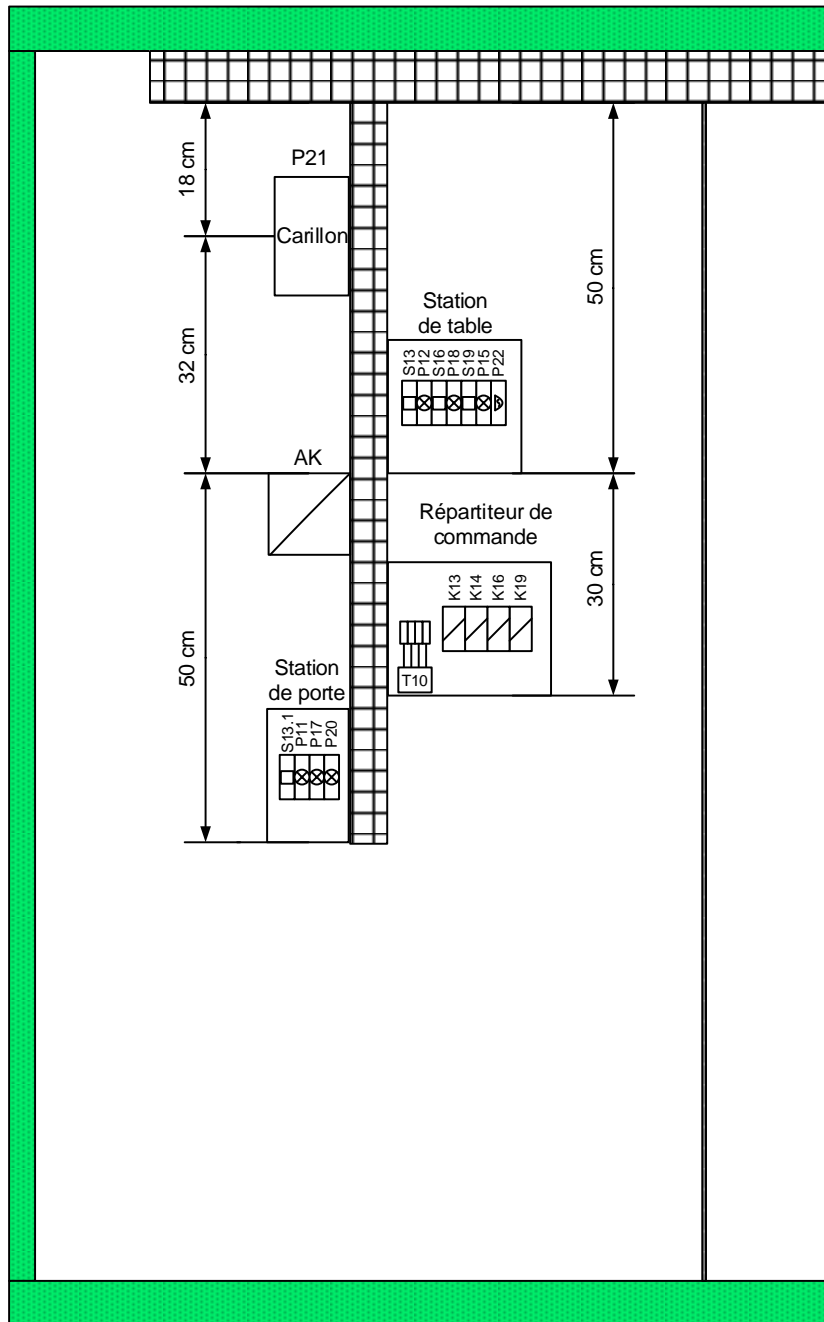 18 cm
P21
Carillon
50 cm
32 cm
Station
de table
S13
P12
S16
P18
S19
P15
P22
AK
Répartiteur de
commande
K13
K14
K16
K19
30 cm
50 cm
T10
Station
de porte
S13.1
P11
P17
P20